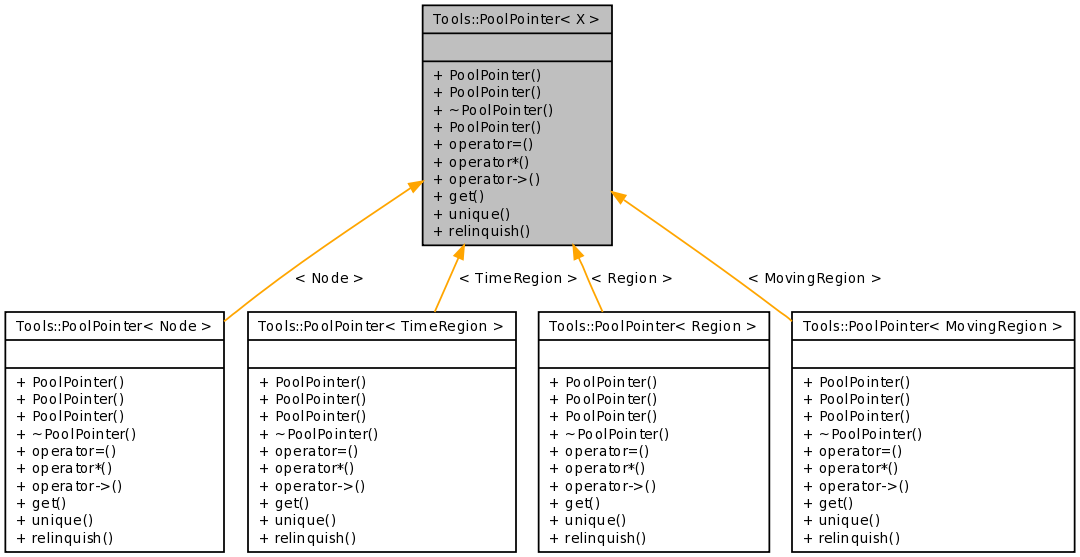 Tools::PoolPointer< X >
+ PoolPointer()
+ PoolPointer()
+ ~PoolPointer()
+ PoolPointer()
+ operator=()
+ operator*()
+ operator->()
+ get()
+ unique()
+ relinquish()
< Node >
< TimeRegion >
< Region >
< MovingRegion >
Tools::PoolPointer< Node >
+ PoolPointer()
+ PoolPointer()
+ PoolPointer()
+ ~PoolPointer()
+ operator=()
+ operator*()
+ operator->()
+ get()
+ unique()
+ relinquish()
Tools::PoolPointer< TimeRegion >
+ PoolPointer()
+ PoolPointer()
+ PoolPointer()
+ ~PoolPointer()
+ operator=()
+ operator*()
+ operator->()
+ get()
+ unique()
+ relinquish()
Tools::PoolPointer< Region >
+ PoolPointer()
+ PoolPointer()
+ PoolPointer()
+ ~PoolPointer()
+ operator=()
+ operator*()
+ operator->()
+ get()
+ unique()
+ relinquish()
Tools::PoolPointer< MovingRegion >
+ PoolPointer()
+ PoolPointer()
+ PoolPointer()
+ ~PoolPointer()
+ operator=()
+ operator*()
+ operator->()
+ get()
+ unique()
+ relinquish()